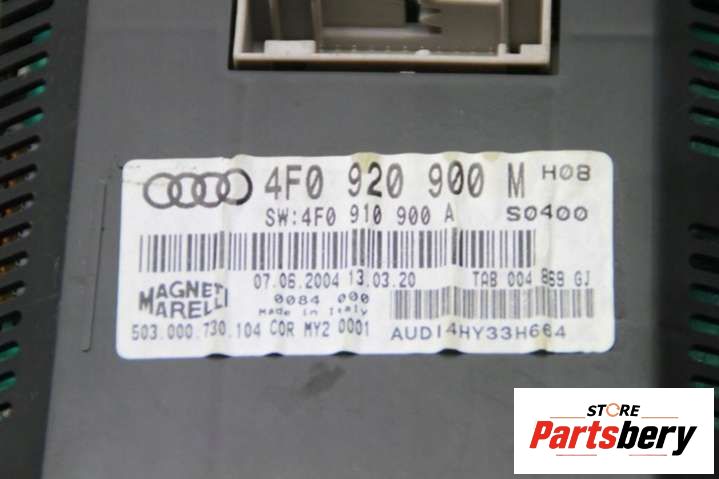 4F0 920 900 M H08
SW:4F0 910 900 A S0400
07.06.2004 13.03.20 TAB 004 869 GJ
MAGNETI MARELLI
0084 000
Made in Italy
503.000.730.104 COR MY2 0001 AUDI4HY33H664
STORE
Partsbery